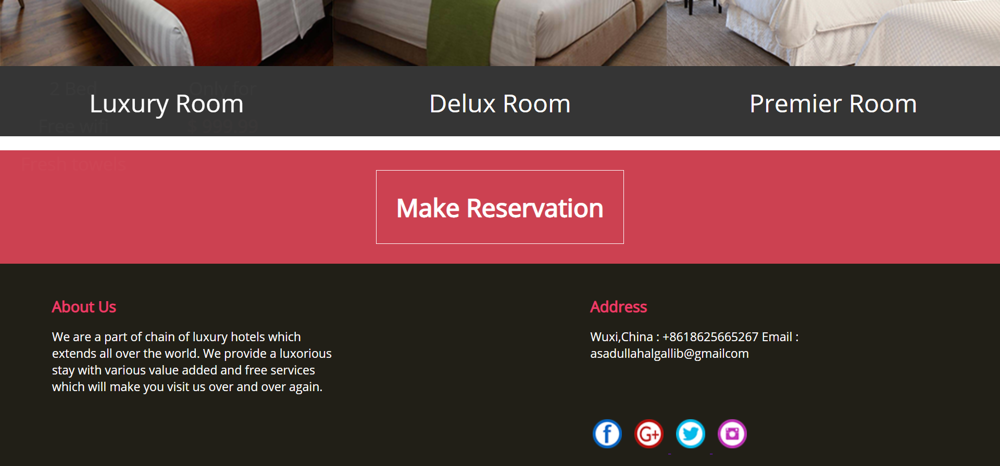 2 Bed Only for
Luxury Room Delux Room Premier Room
Free wifi $ 999.99
Fresh towels
Make Reservation
About Us
We are a part of chain of luxury hotels which
extends all over the world. We provide a luxorious
stay with various value added and free services
which will make you visit us over and over again.
Address
Wuxi,China : +8618625665267 Email :
asadullahalgallib@gmailcom
f G+